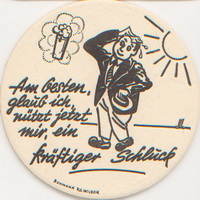 Am besten,
glaub ich,
nützt jetzt
mir, ein
kräftiger Schluck